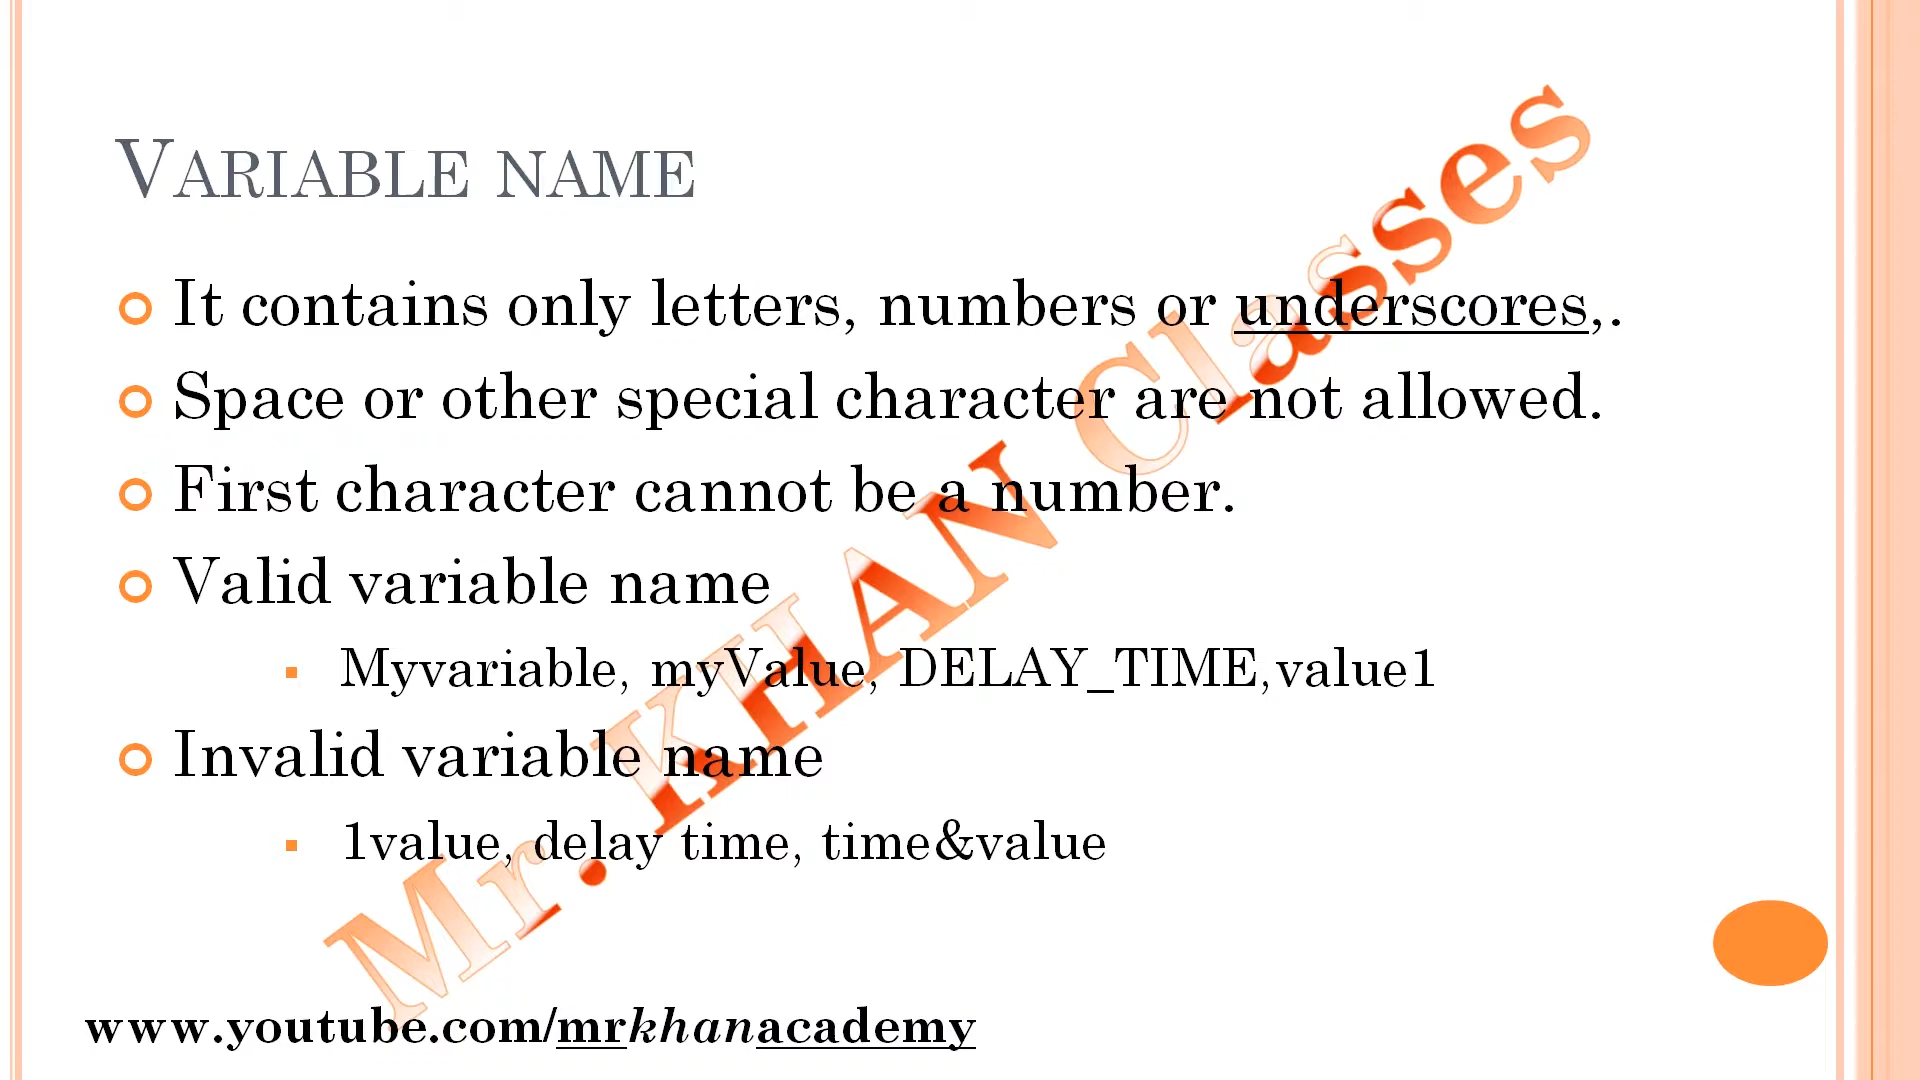 VARIABLE NAME
It contains only letters, numbers or underscores,.
Space or other special character are not allowed.
First character cannot be a number.
Valid variable name
Myvariable, myValue, DELAY_TIME,value1
Invalid variable name
1value, delay time, time&value
Mr. KHAN Classes
www.youtube.com/mrkhanacademy